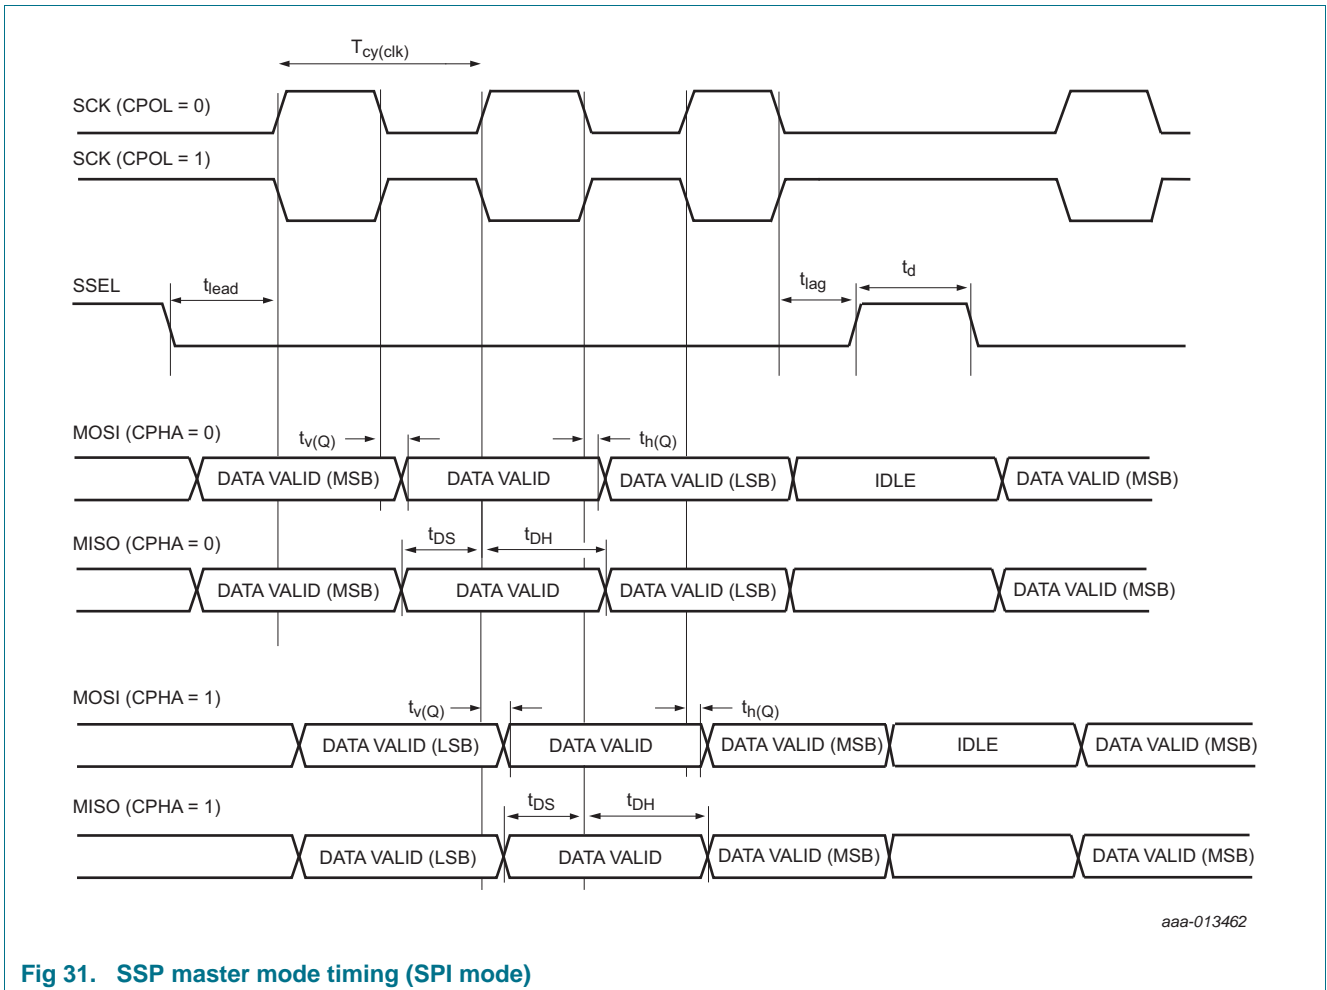 Tcy(clk)
SCK (CPOL = 0)
SCK (CPOL = 1)
SSEL
tlead
tlag
td
MOSI (CPHA = 0)
tv(Q)
th(Q)
DATA VALID (MSB)
DATA VALID
DATA VALID (LSB)
IDLE
DATA VALID (MSB)
MISO (CPHA = 0)
tDS
tDH
DATA VALID (MSB)
DATA VALID
DATA VALID (LSB)
DATA VALID (MSB)
MOSI (CPHA = 1)
tv(Q)
th(Q)
DATA VALID (LSB)
DATA VALID
DATA VALID (MSB)
IDLE
DATA VALID (MSB)
MISO (CPHA = 1)
tDS
tDH
DATA VALID (LSB)
DATA VALID
DATA VALID (MSB)
DATA VALID (MSB)
aaa-013462
Fig 31. SSP master mode timing (SPI mode)